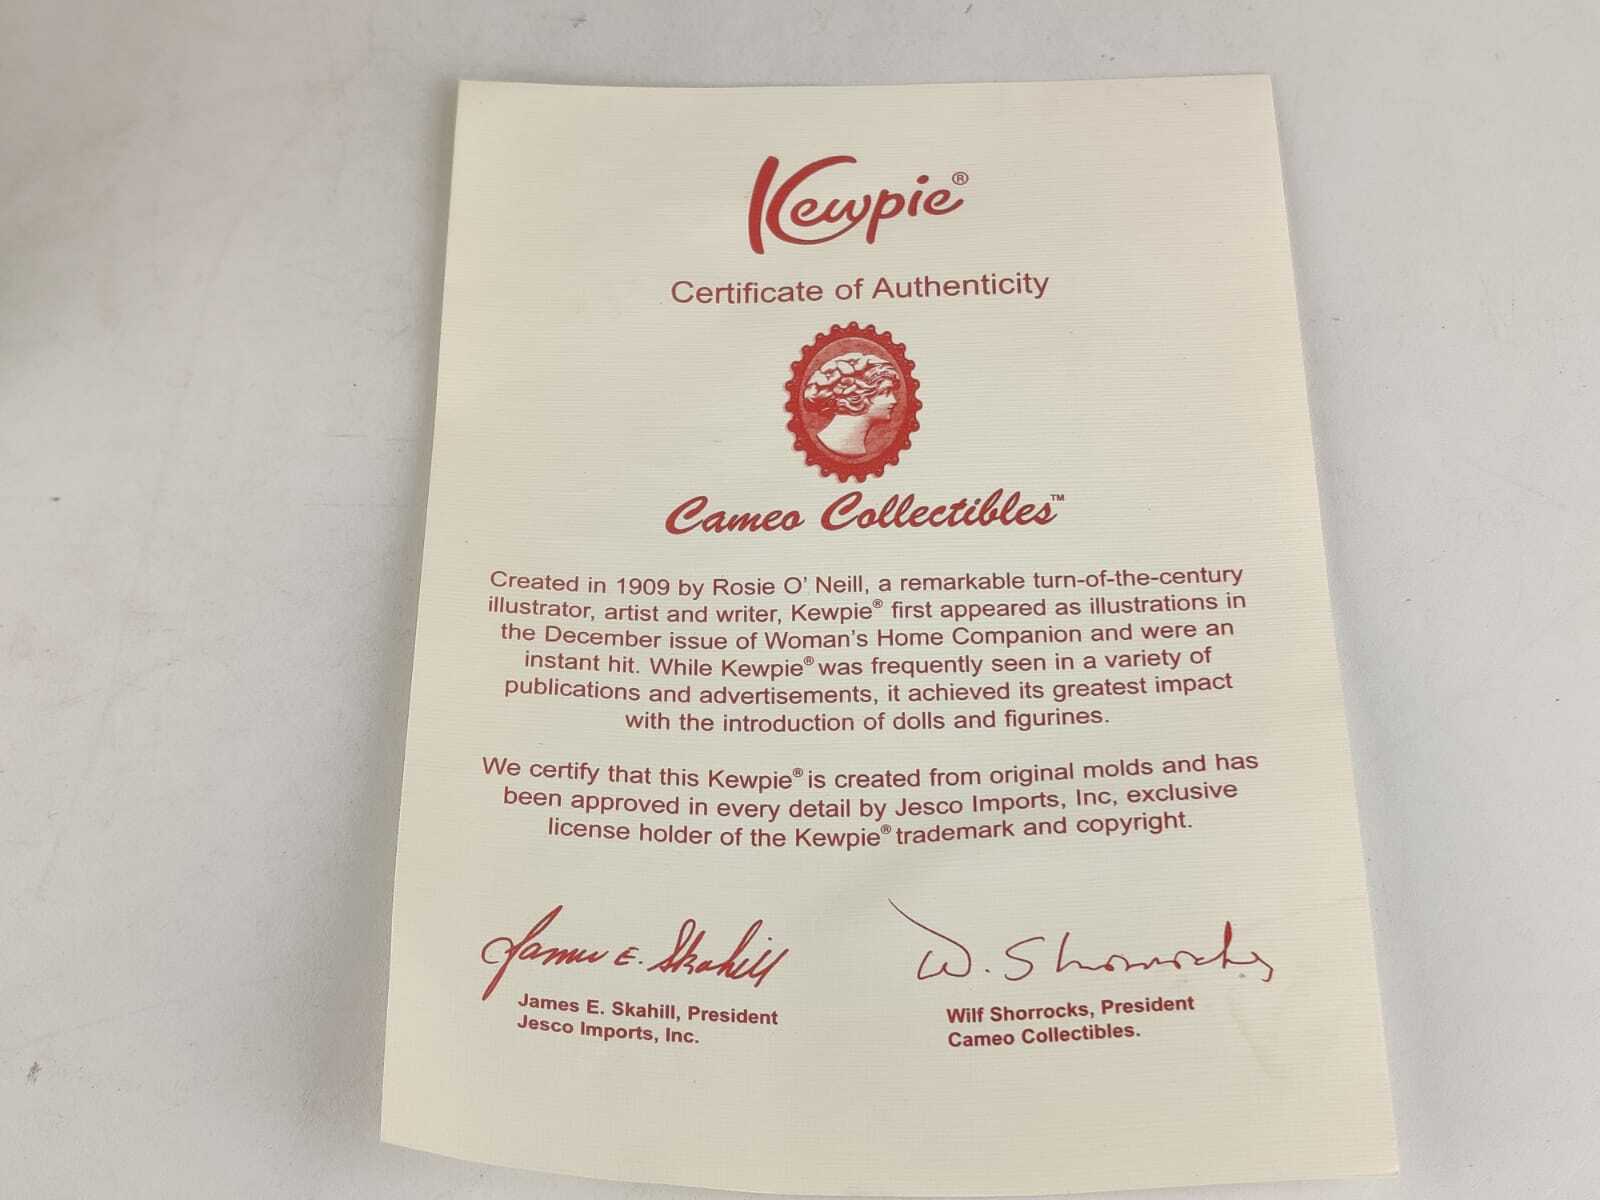 Kewpie®
Certificate of Authenticity
Cameo Collectibles™
Created in 1909 by Rosie O' Neill, a remarkable turn-of-the-century
illustrator, artist and writer, Kewpie® first appeared as illustrations in
the December issue of Woman's Home Companion and were an
instant hit. While Kewpie® was frequently seen in a variety of
publications and advertisements, it achieved its greatest impact
with the introduction of dolls and figurines.
We certify that this Kewpie® is created from original molds and has
been approved in every detail by Jesco Imports, Inc, exclusive
license holder of the Kewpie® trademark and copyright.
James E. Skahill
W. Shorrocks
James E. Skahill, President
Jesco Imports, Inc.
Wilf Shorrocks, President
Cameo Collectibles.